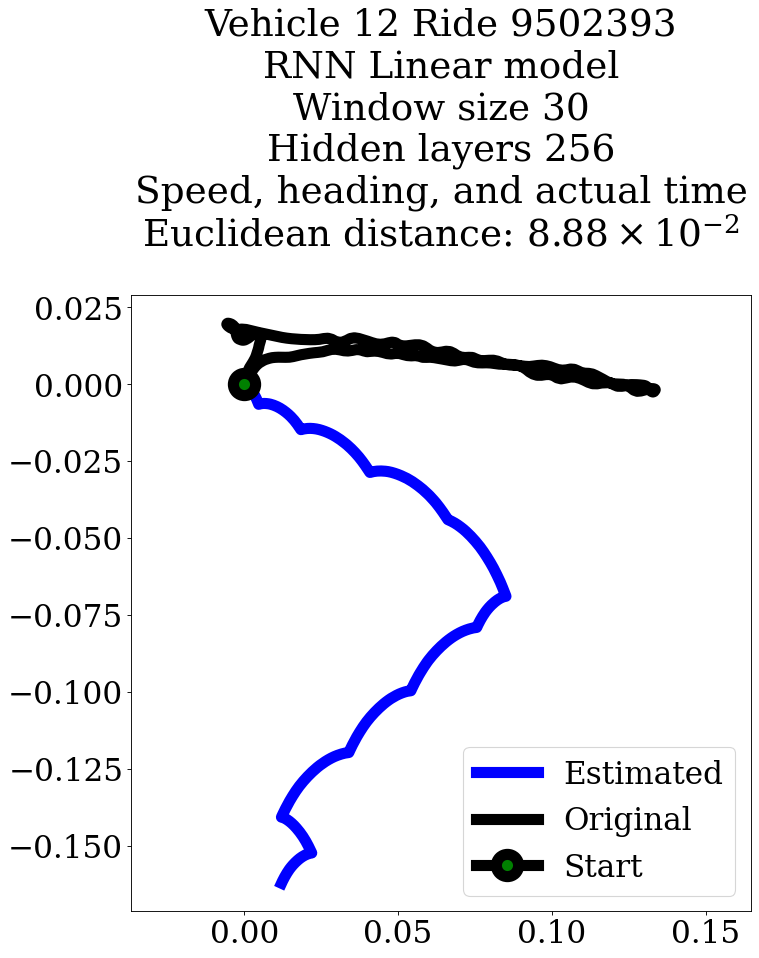 Vehicle 12 Ride 9502393
RNN Linear model
Window size 30
Hidden layers 256
Speed, heading, and actual time
Euclidean distance: 8.88 × 10⁻²
0.025
0.000
−0.025
−0.050
−0.075
−0.100
−0.125
−0.150
Estimated
Original
Start
0.00 0.05 0.10 0.15